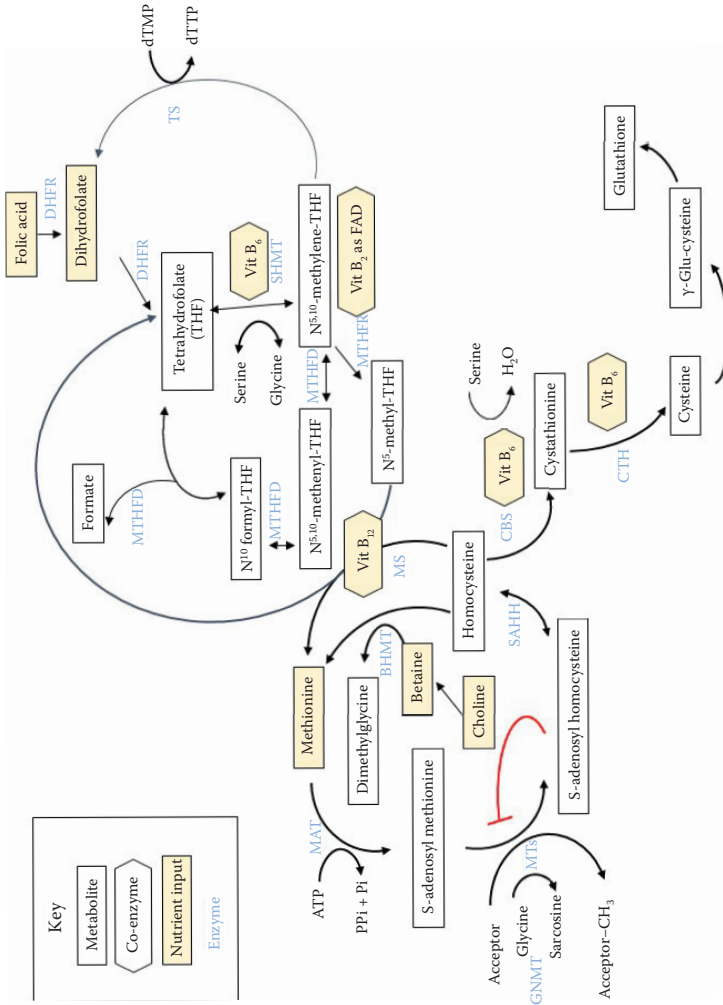 Key
Metabolite
Co-enzyme
Nutrient input
Enzyme
Folic acid
DHFR
Dihydrofolate
DHFR
TS
dTMP
dTTP
Formate
MTHFD
Tetrahydrofolate
(THF)
Vit B6
SHMT
Serine
Glycine
N10 formyl-THF
MTHFD
N5,10-methenyl-THF
MTHFD
N5,10-methylene-THF
Vit B2 as FAD
MTHFR
N5-methyl-THF
Vit B12
MS
Methionine
MAT
ATP
PPi + Pi
Dimethylglycine
BHMT
Betaine
Choline
Homocysteine
S-adenosyl methionine
SAHH
S-adenosyl homocysteine
Acceptor
Glycine
GNMT
Sarcosine
MTs
Acceptor–CH3
CBS
Vit B6
Serine
H2O
Cystathionine
CTH
Vit B6
Cysteine
γ-Glu-cysteine
Glutathione